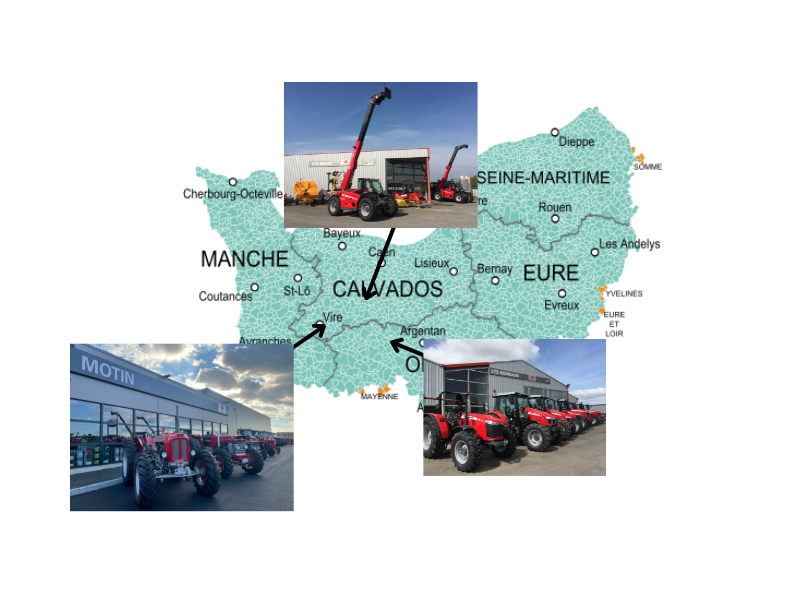 Dieppe
SOMME
SEINE-MARITIME
Cherbourg-Octeville
re
Rouen
Bayeux
Caen
Les Andelys
MANCHE
Lisieux
Bernay
EURE
St-Lô
Coutances
CALVADOS
Evreux
YVELINES
EURE
ET
LOIR
Vire
Argentan
Avranches
MOTIN
O
MAYENNE
A